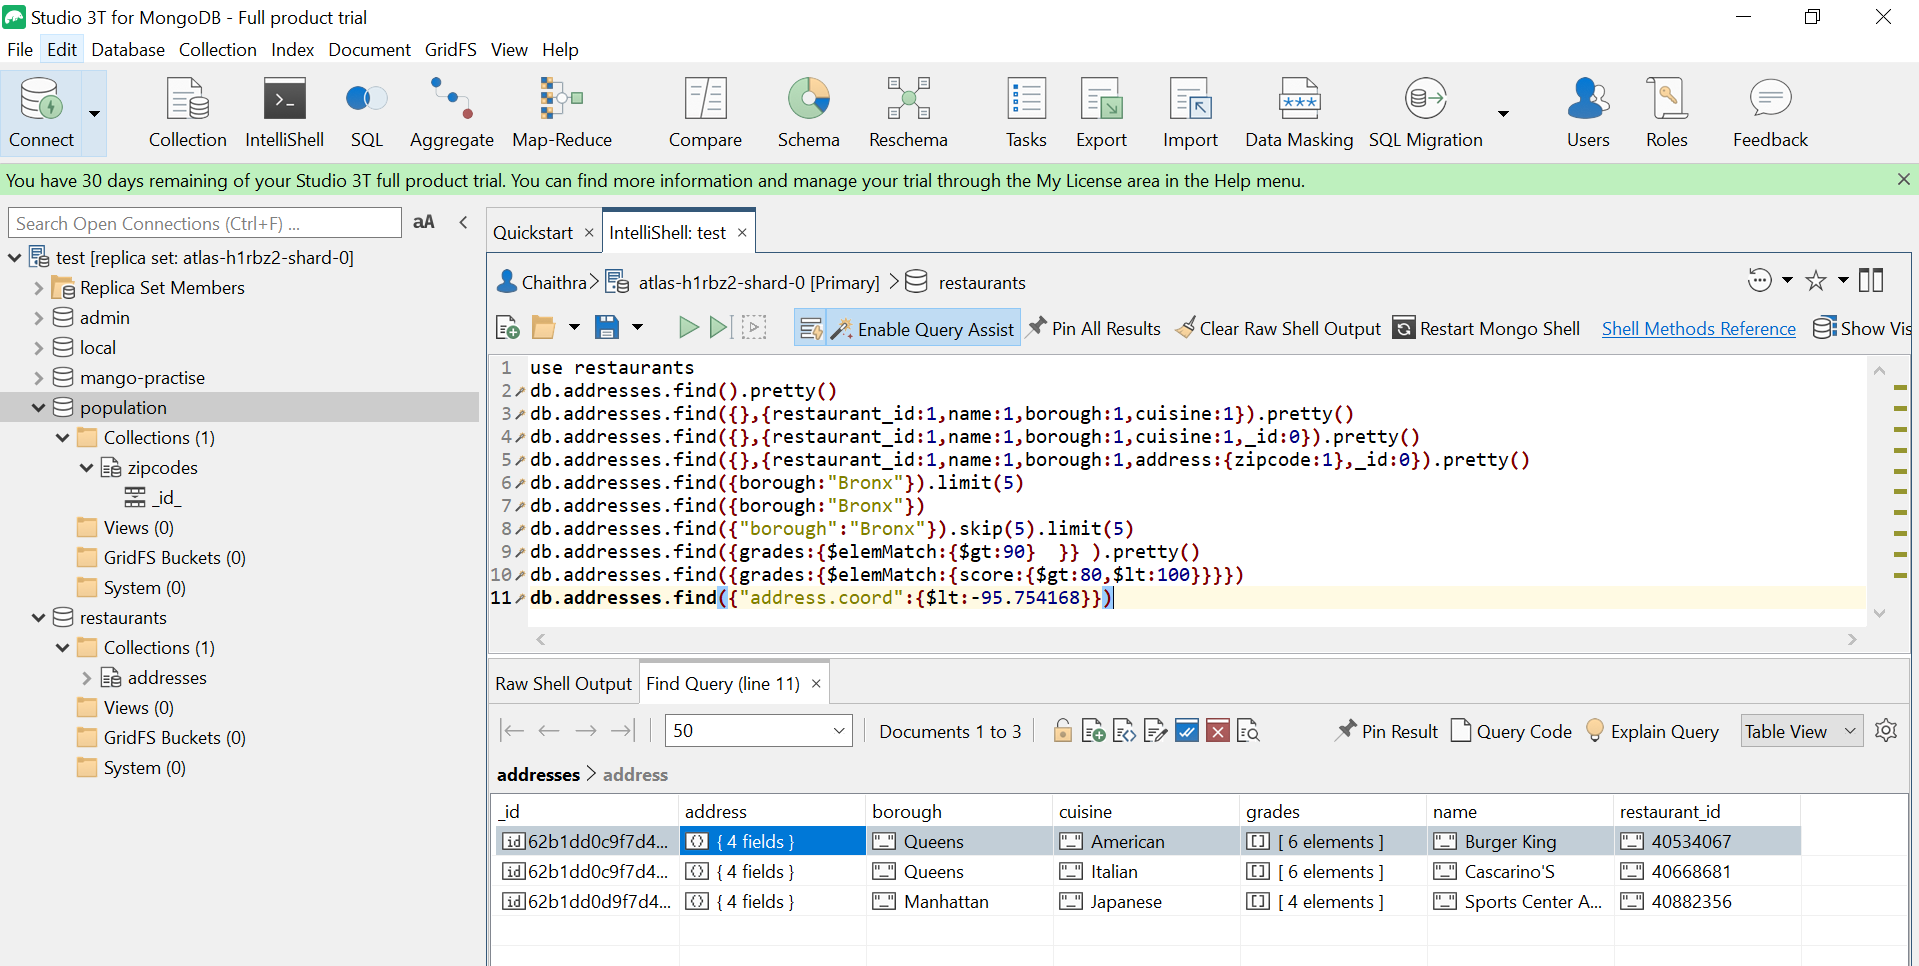 Studio 3T for MongoDB - Full product trial
File Edit Database Collection Index Document GridFS View Help
Connect Collection IntelliShell SQL Aggregate Map-Reduce Compare Schema Reschema Tasks Export Import Data Masking SQL Migration Users Roles Feedback
You have 30 days remaining of your Studio 3T full product trial. You can find more information and manage your trial through the My License area in the Help menu.
Search Open Connections (Ctrl+F) ... aA
test [replica set: atlas-h1rbz2-shard-0]
Replica Set Members
admin
local
mango-practise
population
Collections (1)
zipcodes
_id_
Views (0)
GridFS Buckets (0)
System (0)
restaurants
Collections (1)
addresses
Views (0)
GridFS Buckets (0)
System (0)
Quickstart IntelliShell: test
Chaithra atlas-h1rbz2-shard-0 [Primary] restaurants
Enable Query Assist Pin All Results Clear Raw Shell Output Restart Mongo Shell Shell Methods Reference Show Vis
1 use restaurants
2 db.addresses.find().pretty()
3 db.addresses.find({},{restaurant_id:1,name:1,borough:1,cuisine:1}).pretty()
4 db.addresses.find({},{restaurant_id:1,name:1,borough:1,cuisine:1,_id:0}).pretty()
5 db.addresses.find({},{restaurant_id:1,name:1,borough:1,address:{zipcode:1},_id:0}).pretty()
6 db.addresses.find({borough:"Bronx"}).limit(5)
7 db.addresses.find({borough:"Bronx"})
8 db.addresses.find({"borough":"Bronx"}).skip(5).limit(5)
9 db.addresses.find({grades:{$elemMatch:{$gt:90}  }} ).pretty()
10 db.addresses.find({grades:{$elemMatch:{score:{$gt:80,$lt:100}}}})
11 db.addresses.find({"address.coord":{$lt:-95.754168}})
Raw Shell Output Find Query (line 11)
50 Documents 1 to 3 Pin Result Query Code Explain Query Table View
addresses > address
_id address borough cuisine grades name restaurant_id
id 62b1dd0c9f7d4... { 4 fields } Queens American [ 6 elements ] Burger King 40534067
id 62b1dd0c9f7d4... { 4 fields } Queens Italian [ 6 elements ] Cascarino'S 40668681
id 62b1dd0d9f7d4... { 4 fields } Manhattan Japanese [ 4 elements ] Sports Center A... 40882356